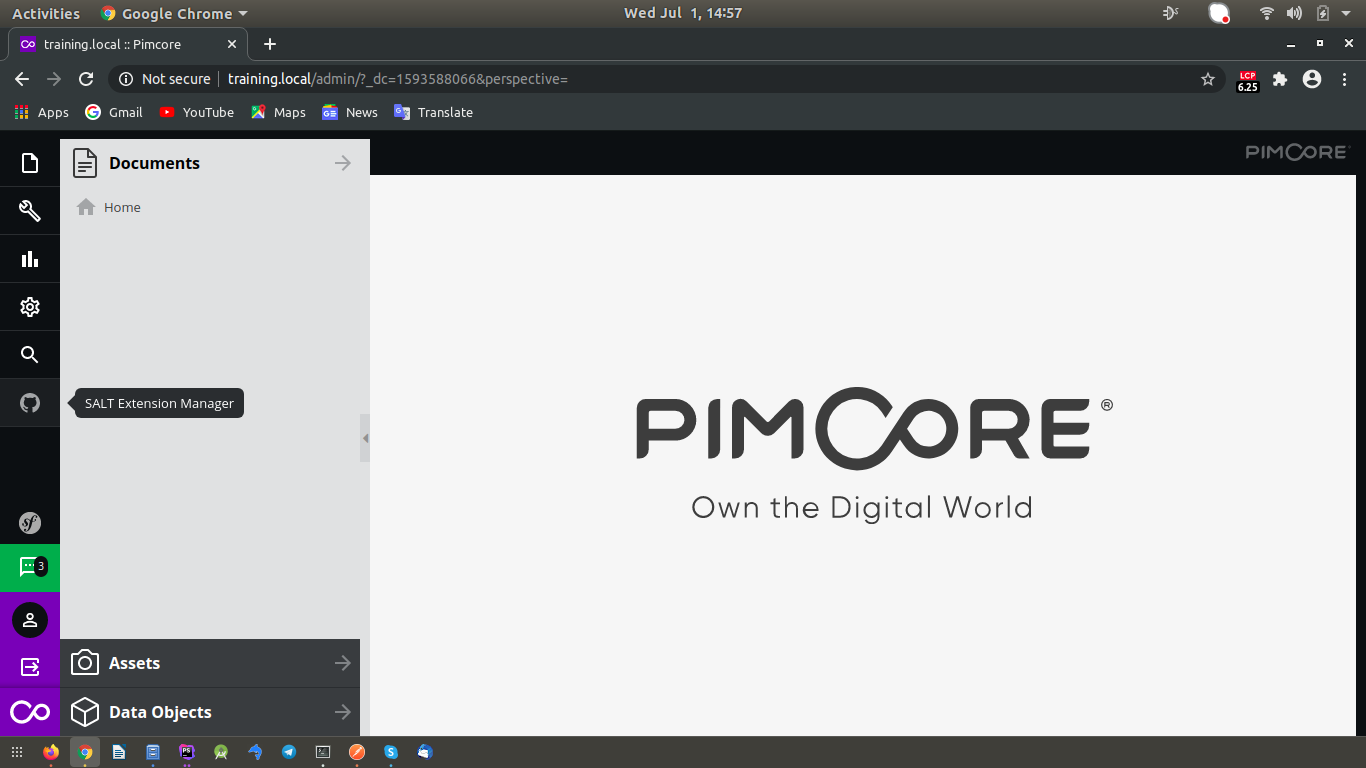 Activities Google Chrome Wed Jul 1, 14:57
training.local :: Pimcore
Not secure training.local/admin/?_dc=1593588066&perspective= LCP 6.25
Apps Gmail YouTube Maps News Translate
PIMCORE
Documents
Home
SALT Extension Manager
PIMCORE®
Own the Digital World
sf
3
Assets
Data Objects